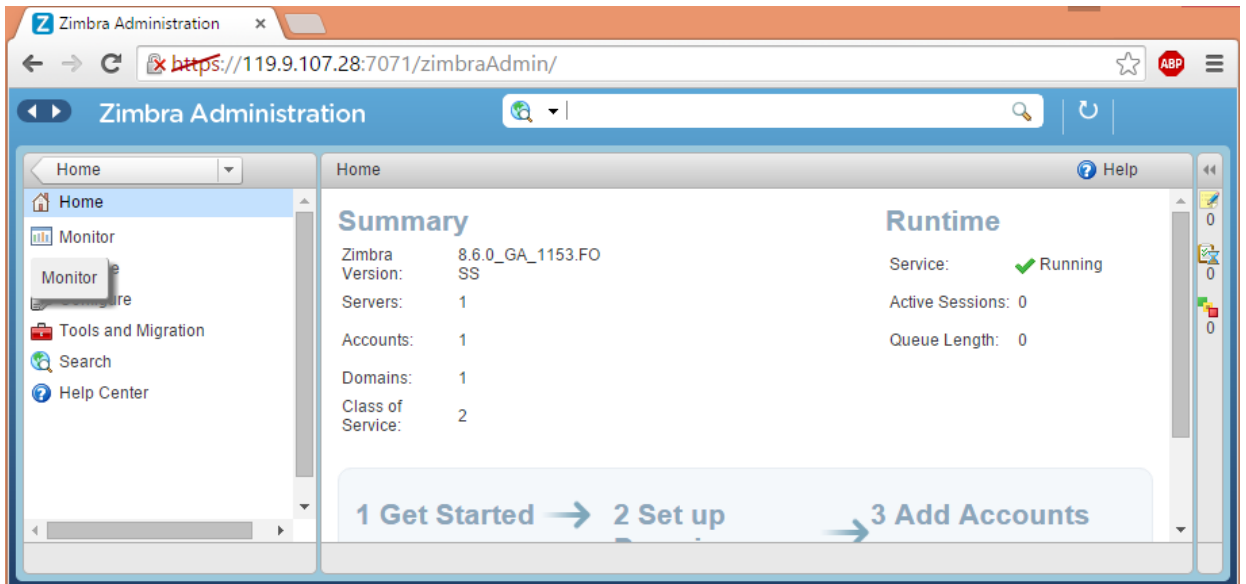 Zimbra Administration
https://119.9.107.28:7071/zimbraAdmin/
ABP
Zimbra Administration
Home
Home
Help
Home
Monitor
Monitor
Tools and Migration
Search
Help Center
Summary
Zimbra Version: 8.6.0_GA_1153.FOSS
Servers: 1
Accounts: 1
Domains: 1
Class of Service: 2
Runtime
Service: Running
Active Sessions: 0
Queue Length: 0
0
0
0
1 Get Started
2 Set up
3 Add Accounts